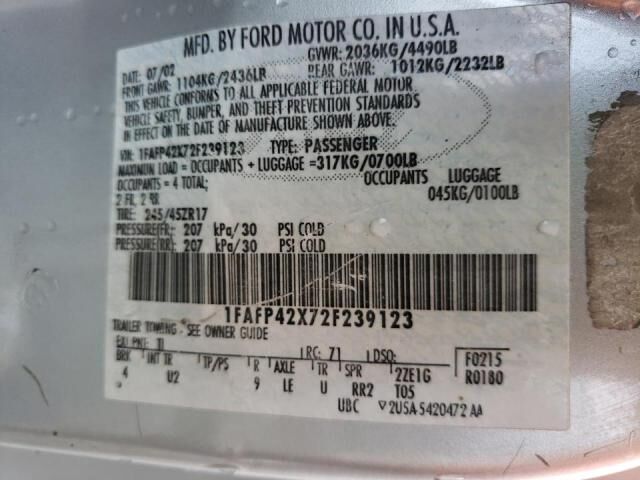 MFD. BY FORD MOTOR CO. IN U.S.A.
DATE: 07/02 GVWR: 2036KG/4490LB
FRONT GAWR: 1104KG/2436LB REAR GAWR: 1012KG/2232LB
THIS VEHICLE CONFORMS TO ALL APPLICABLE FEDERAL MOTOR
VEHICLE SAFETY, BUMPER, AND THEFT PREVENTION STANDARDS
IN EFFECT ON THE DATE OF MANUFACTURE SHOWN ABOVE.
VIN: 1FAFP42X72F239123 TYPE: PASSENGER
MAXIMUM LOAD = OCCUPANTS + LUGGAGE =317KG/0700LB
OCCUPANTS = 4 TOTAL: OCCUPANTS LUGGAGE
2 FR, 2 RR 045KG/0100LB
TIRE: 245/45ZR17
PRESSURE(FR): 207 kPa/30 PSI COLD
PRESSURE(RR): 207 kPa/30 PSI COLD
1FAFP42X72F239123
TRAILER TOWING - SEE OWNER GUIDE
EXT PNT: RC: 71 DSO: F0215
BRK INT TR TP/PS R AXLE TR SPR 2ZE1G R0180
4 U2 9 LE U RR2 T05
UBC ▽2USA-5420472 AA